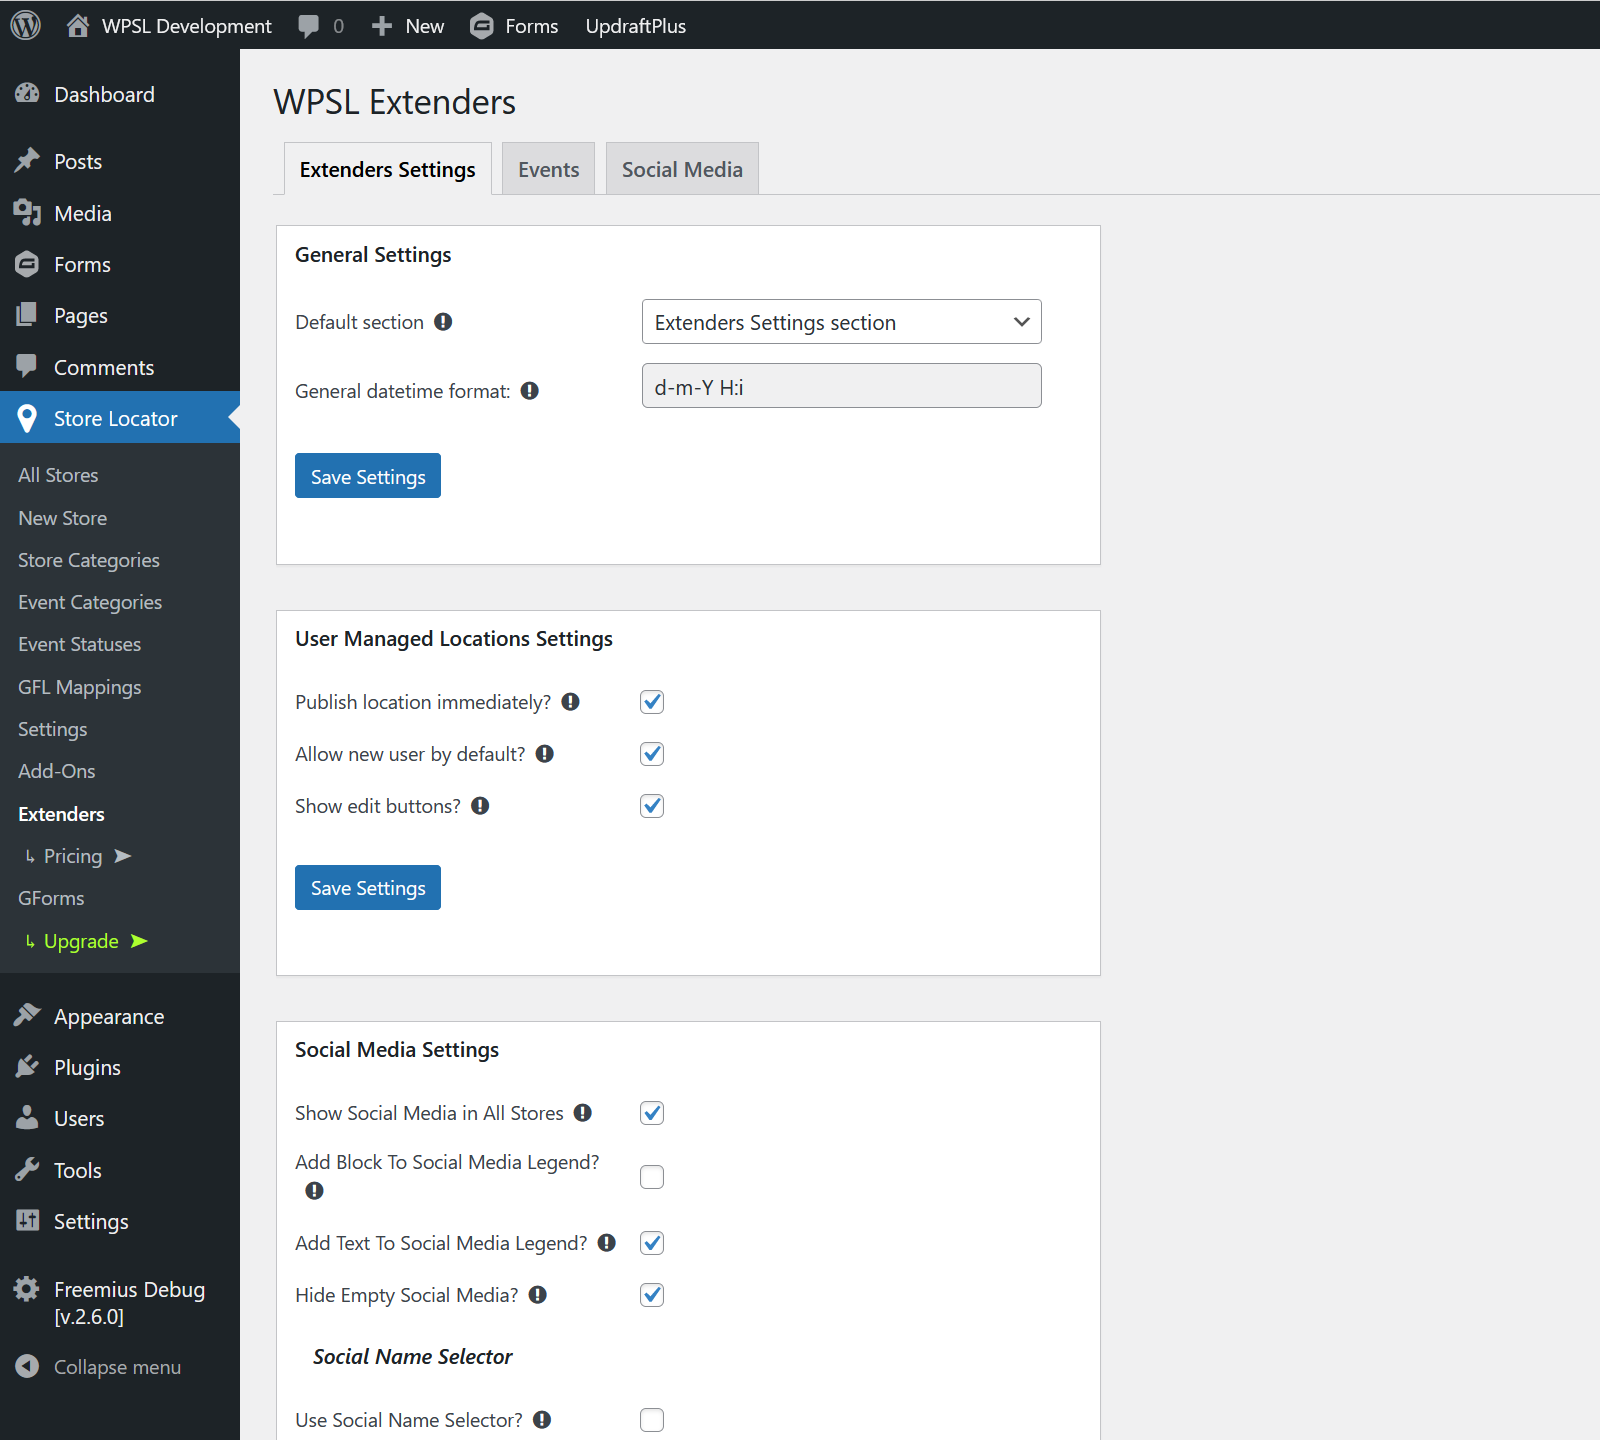 WPSL Development 0 New Forms UpdraftPlus
Dashboard
Posts
Media
Forms
Pages
Comments
Store Locator
All Stores
New Store
Store Categories
Event Categories
Event Statuses
GFL Mappings
Settings
Add-Ons
Extenders
↳ Pricing ➤
GForms
↳ Upgrade ➤
Appearance
Plugins
Users
Tools
Settings
Freemius Debug
[v.2.6.0]
Collapse menu
WPSL Extenders
Extenders Settings Events Social Media
General Settings
Default section Extenders Settings section
General datetime format: d-m-Y H:i
Save Settings
User Managed Locations Settings
Publish location immediately?
Allow new user by default?
Show edit buttons?
Save Settings
Social Media Settings
Show Social Media in All Stores
Add Block To Social Media Legend?
Add Text To Social Media Legend?
Hide Empty Social Media?
Social Name Selector
Use Social Name Selector?